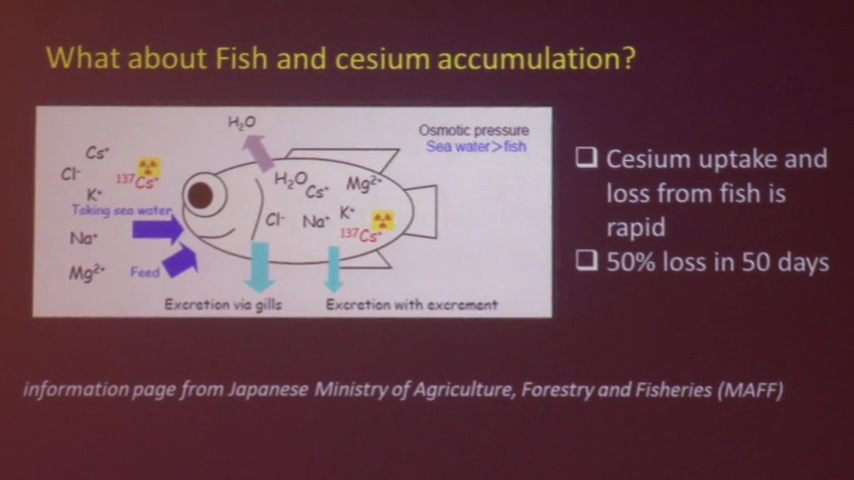 What about Fish and cesium accumulation?
H₂O
Osmotic pressure
Sea water>fish
Cs⁺
Cl⁻
¹³⁷Cs⁺
K⁺
Taking sea water
Na⁺
Mg²⁺
Feed
H₂O
Cs⁺
Mg²⁺
Cl⁻
Na⁺
K⁺
¹³⁷Cs⁺
Excretion via gills
Excretion with excrement
❑ Cesium uptake and
loss from fish is
rapid
❑ 50% loss in 50 days
information page from Japanese Ministry of Agriculture, Forestry and Fisheries (MAFF)